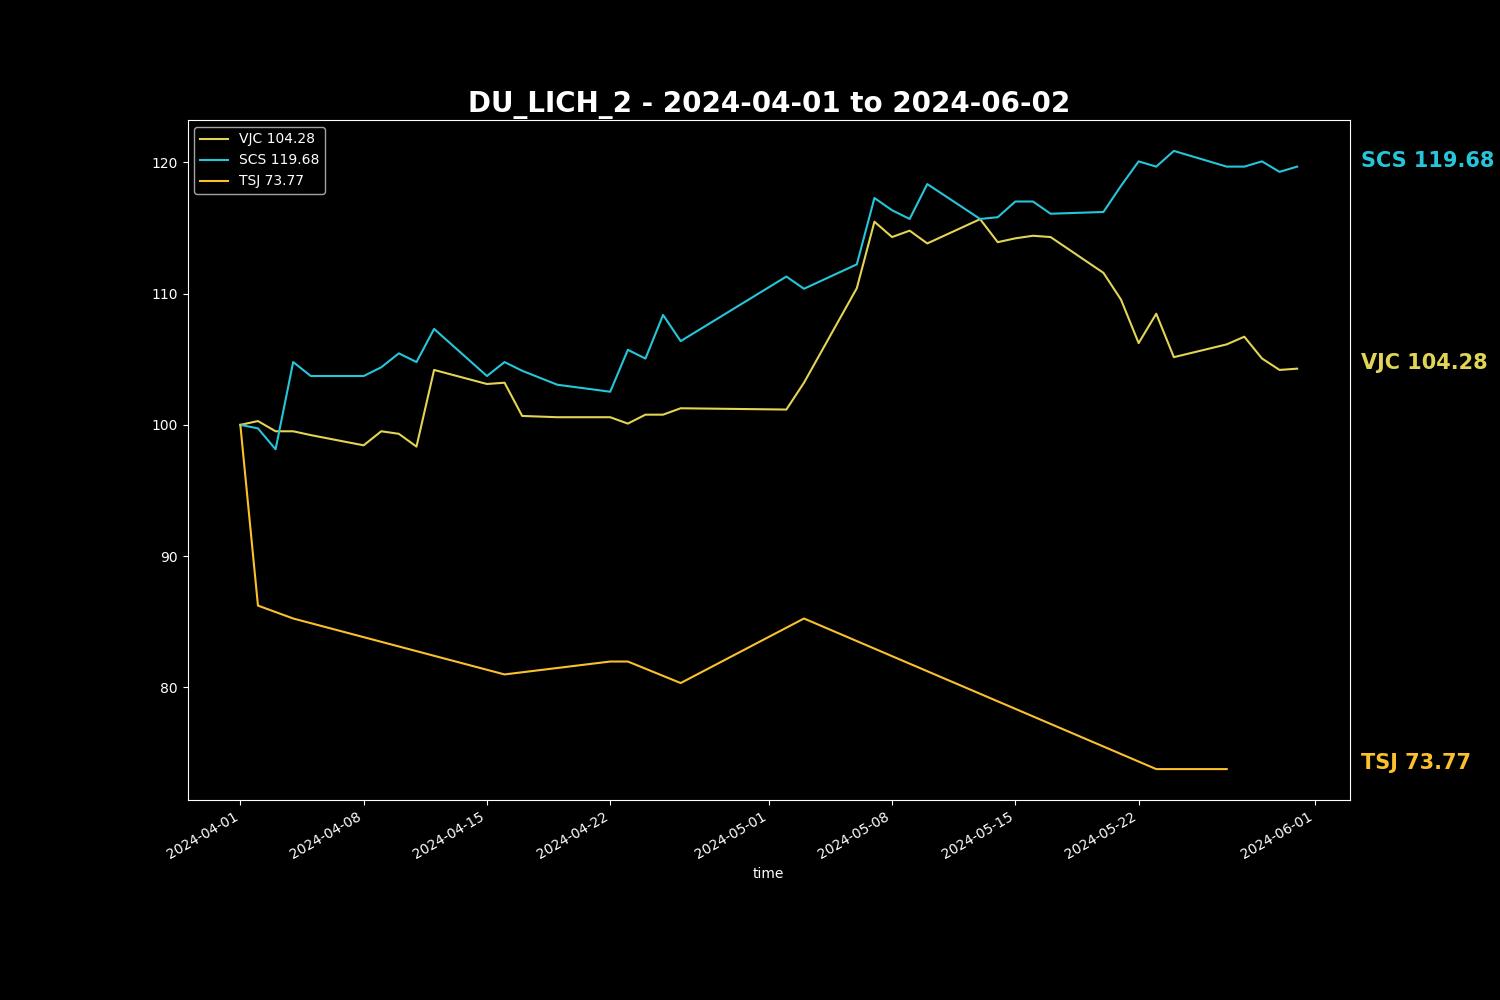 DU_LICH_2 - 2024-04-01 to 2024-06-02
VJC 104.28
SCS 119.68
TSJ 73.77
120
110
100
90
80
SCS 119.68
VJC 104.28
TSJ 73.77
2024-04-01
2024-04-08
2024-04-15
2024-04-22
2024-05-01
2024-05-08
2024-05-15
2024-05-22
2024-06-01
time